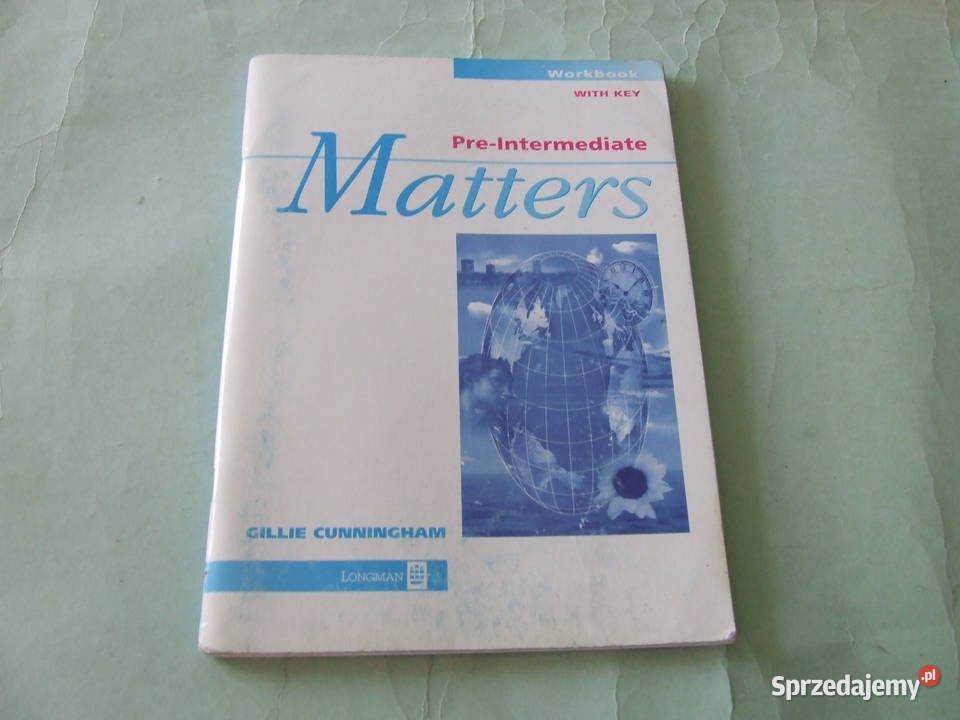 Workbook
WITH KEY
Pre-Intermediate
Matters
GILLIE CUNNINGHAM
LONGMAN
Sprzedajemy.pl